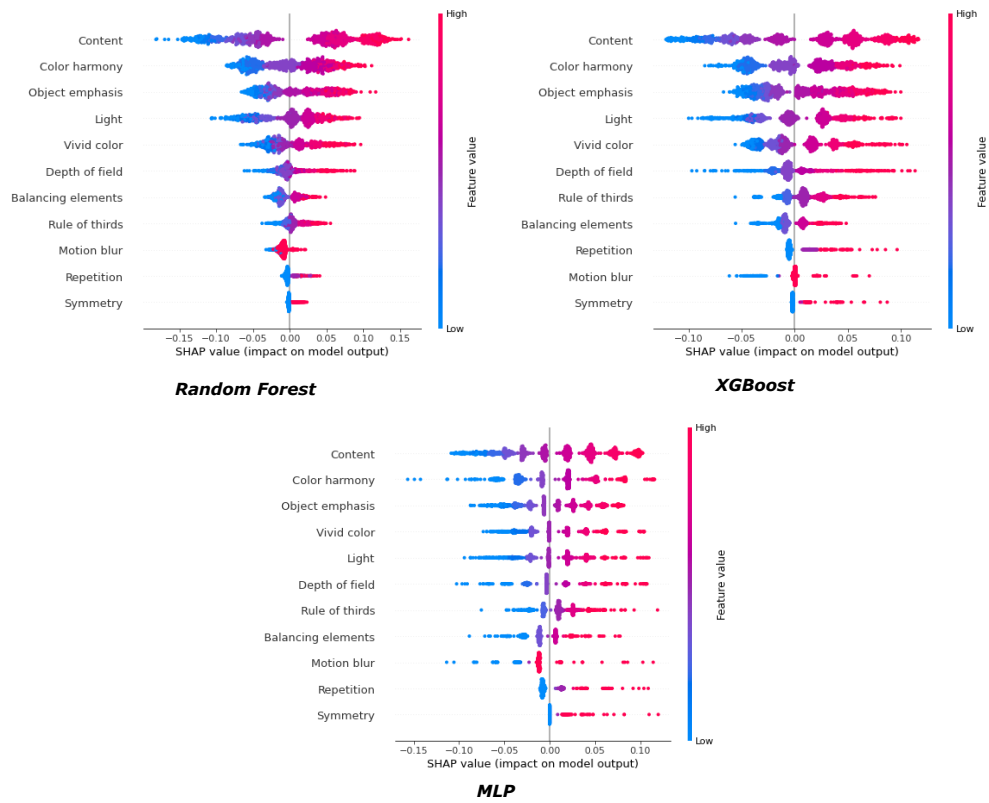 High
Content
Color harmony
Object emphasis
Light
Vivid color
Depth of field
Balancing elements
Rule of thirds
Motion blur
Repetition
Symmetry
Feature value
Low
−0.15 −0.10 −0.05 0.00 0.05 0.10 0.15
SHAP value (impact on model output)
Random Forest
High
Content
Color harmony
Object emphasis
Light
Vivid color
Depth of field
Rule of thirds
Balancing elements
Repetition
Motion blur
Symmetry
Feature value
Low
−0.10 −0.05 0.00 0.05 0.10
SHAP value (impact on model output)
XGBoost
High
Content
Color harmony
Object emphasis
Vivid color
Light
Depth of field
Rule of thirds
Balancing elements
Motion blur
Repetition
Symmetry
Feature value
Low
−0.15 −0.10 −0.05 0.00 0.05 0.10
SHAP value (impact on model output)
MLP